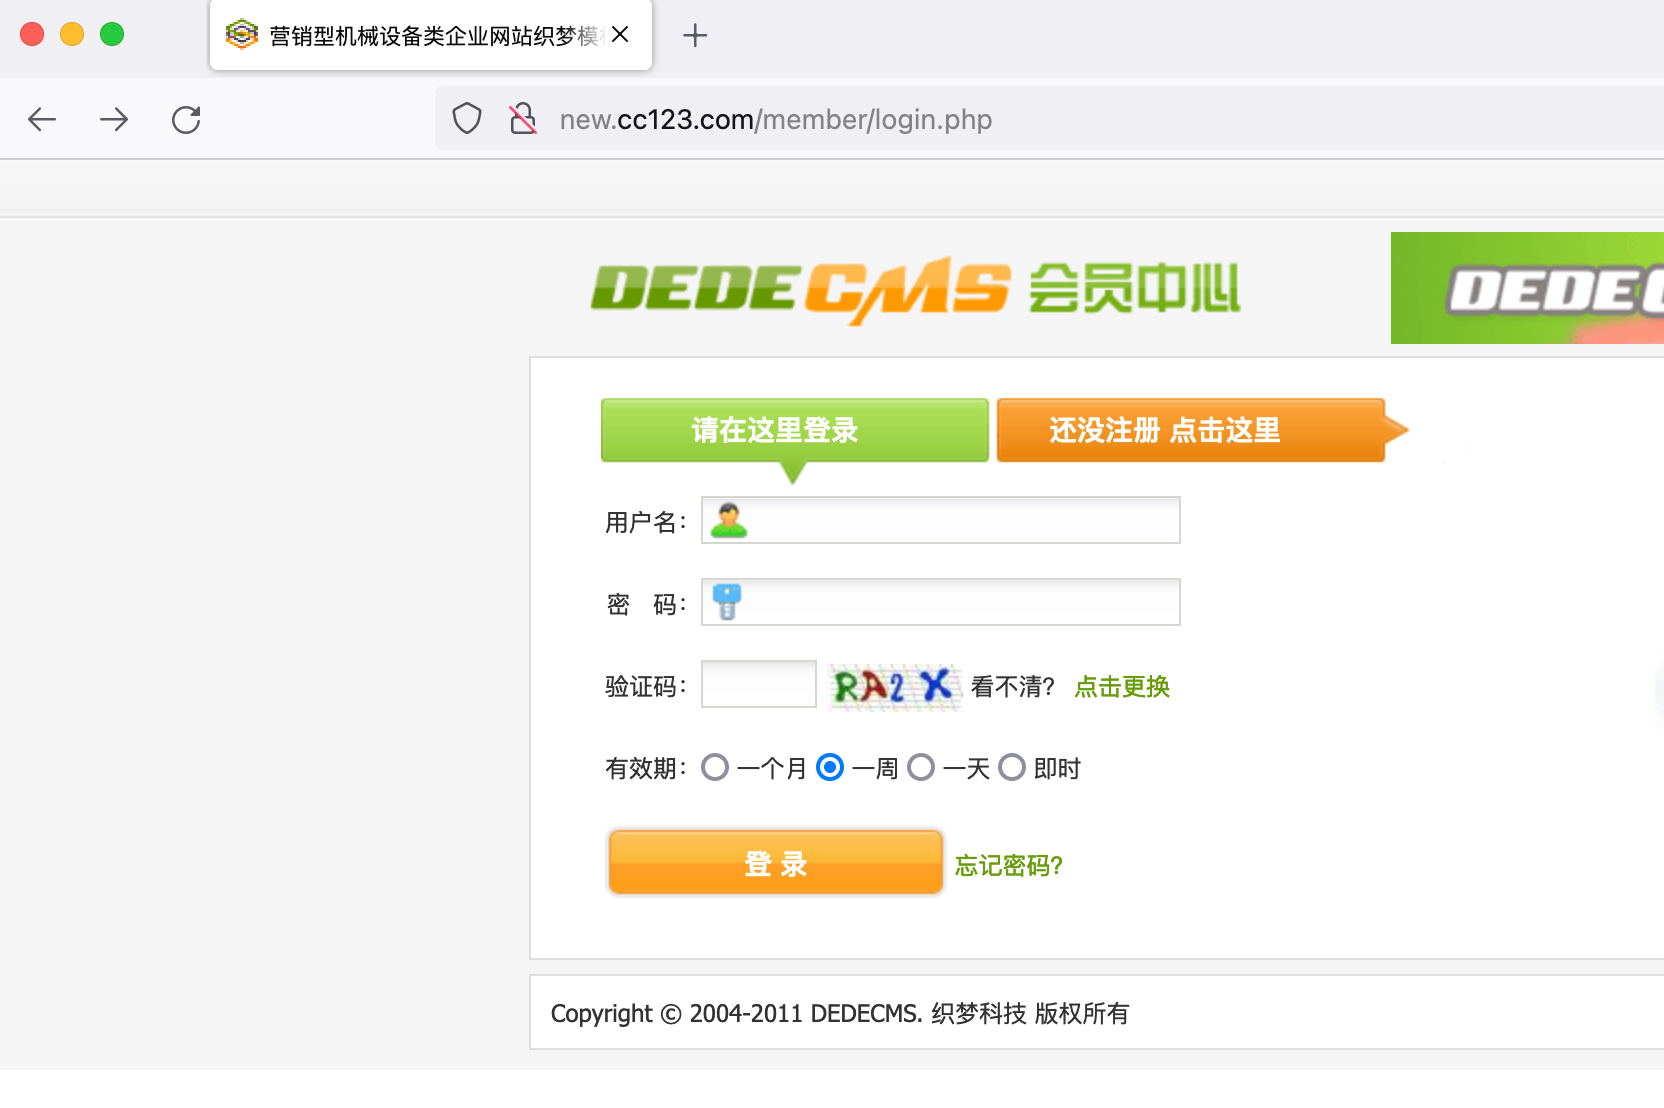 营销型机械设备类企业网站织梦模
new.cc123.com/member/login.php
DEDECMS 会员中心
DEDEC
请在这里登录
还没注册 点击这里
用户名：
密 码：
验证码： RA2X 看不清？ 点击更换
有效期： 一个月 一周 一天 即时
登 录 忘记密码?
Copyright © 2004-2011 DEDECMS. 织梦科技 版权所有